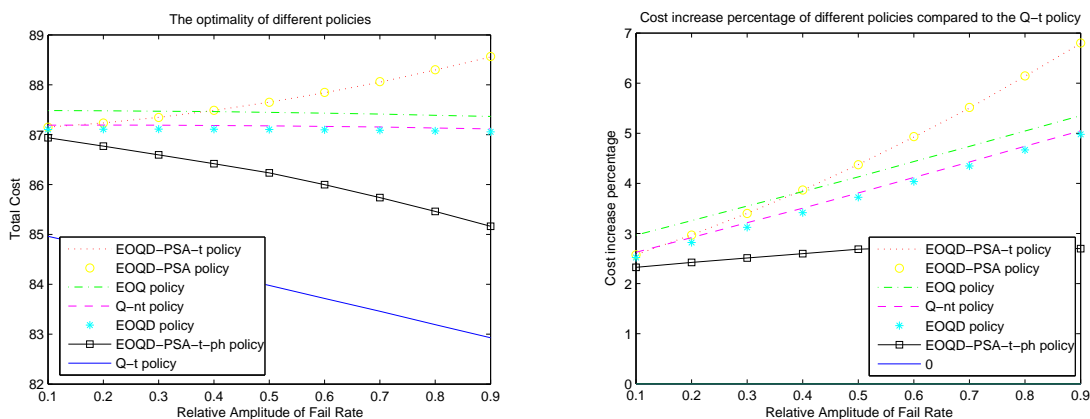 The optimality of different policies
89
88
87
86
85
84
83
82
Total Cost
EOQD−PSA−t policy
EOQD−PSA policy
EOQ policy
Q−nt policy
EOQD policy
EOQD−PSA−t−ph policy
Q−t policy
0.1 0.2 0.3 0.4 0.5 0.6 0.7 0.8 0.9
Relative Amplitude of Fail Rate
Cost increase percentage of different policies compared to the Q−t policy
7
6
5
4
3
2
1
0
Cost increase percentage
EOQD−PSA−t policy
EOQD−PSA policy
EOQ policy
Q−nt policy
EOQD policy
EOQD−PSA−t−ph policy
0
0.1 0.2 0.3 0.4 0.5 0.6 0.7 0.8 0.9
Relative Amplitude of Fail Rate